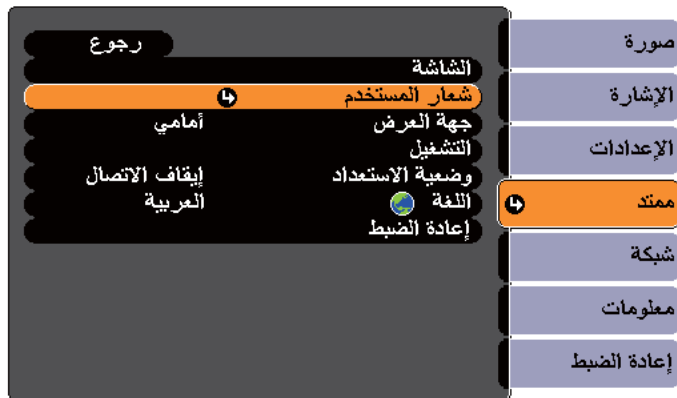 صورة
الإشارة
الإعدادات
ممتد
شبكة
معلومات
إعادة الضبط
رجوع
الشاشة
شعار المستخدم
جهة العرض أمامي
التشغيل
وضعية الاستعداد إيقاف الاتصال
اللغة العربية
إعادة الضبط